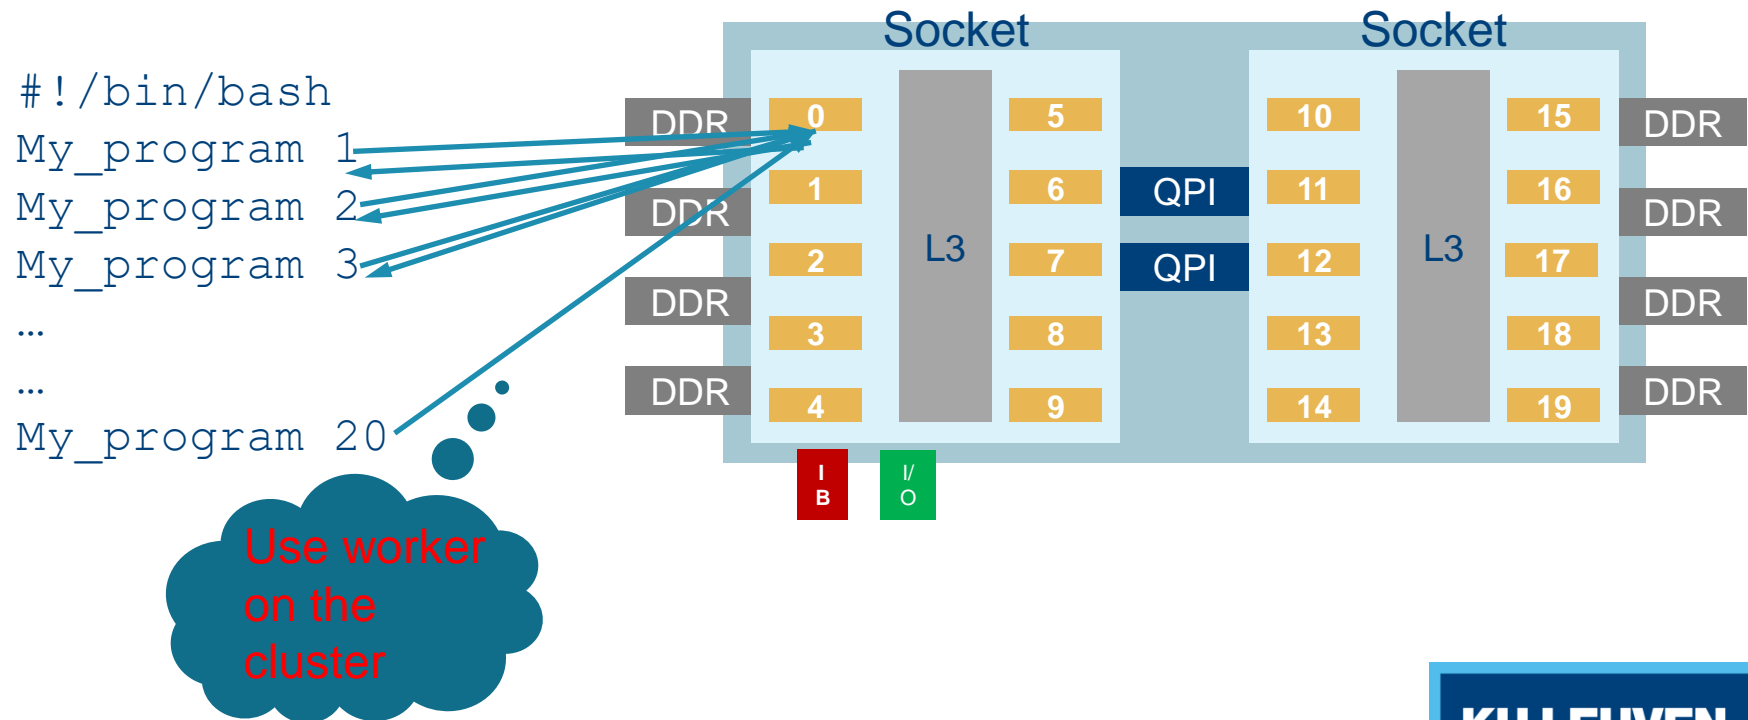 Socket
Socket
#!/bin/bash
My_program 1
My_program 2
My_program 3
…
…
My_program 20
Use worker
on the
cluster
DDR
DDR
DDR
DDR
0
1
2
3
4
L3
5
6
7
8
9
QPI
QPI
10
11
12
13
14
L3
15
16
17
18
19
DDR
DDR
DDR
DDR
I
B
I/
O
KU LEUVEN